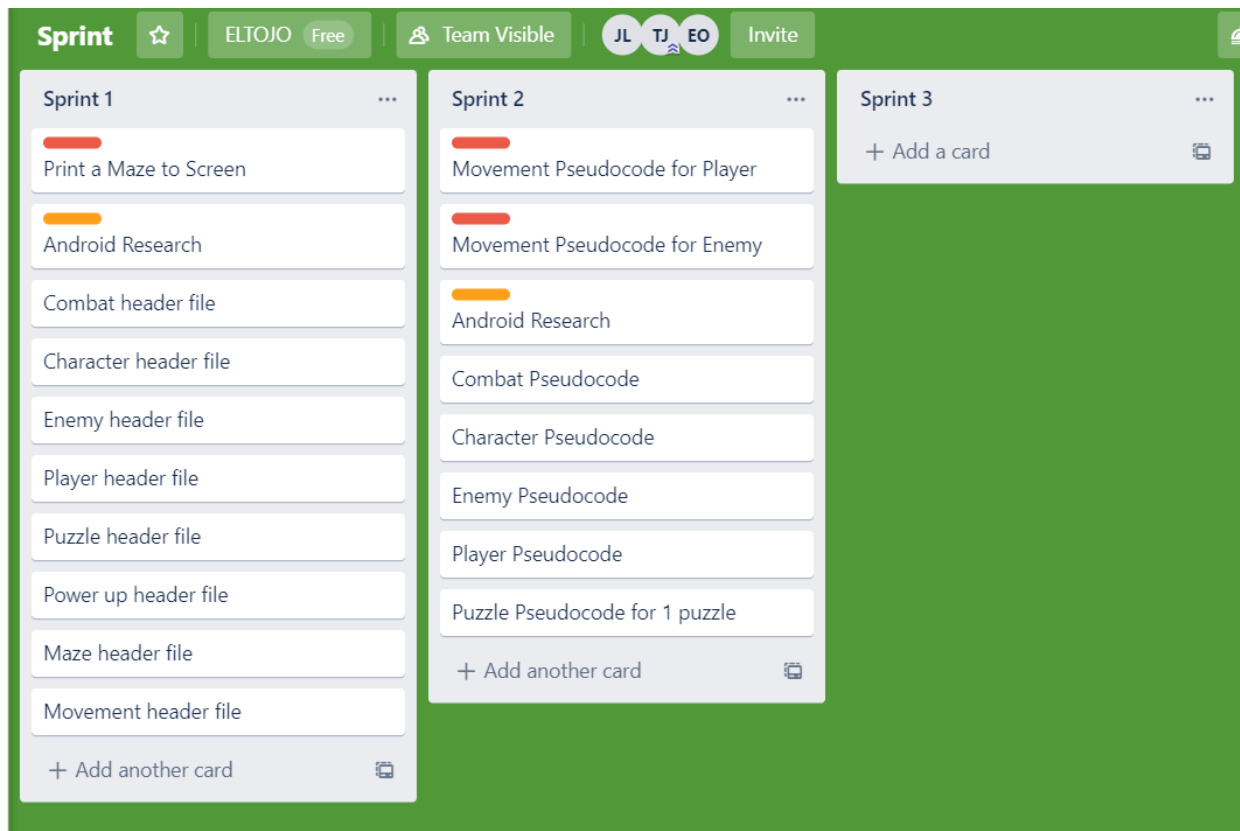 Sprint ELTOJO Free Team Visible JL TJ EO Invite
Sprint 1
Print a Maze to Screen
Android Research
Combat header file
Character header file
Enemy header file
Player header file
Puzzle header file
Power up header file
Maze header file
Movement header file
+ Add another card
Sprint 2
Movement Pseudocode for Player
Movement Pseudocode for Enemy
Android Research
Combat Pseudocode
Character Pseudocode
Enemy Pseudocode
Player Pseudocode
Puzzle Pseudocode for 1 puzzle
+ Add another card
Sprint 3
+ Add a card